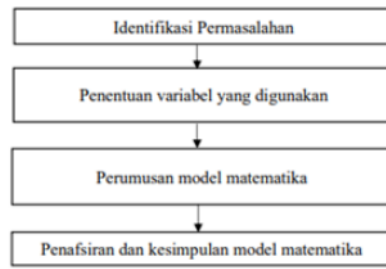 Identifikasi Permasalahan
Penentuan variabel yang digunakan
Perumusan model matematika
Penafsiran dan kesimpulan model matematika